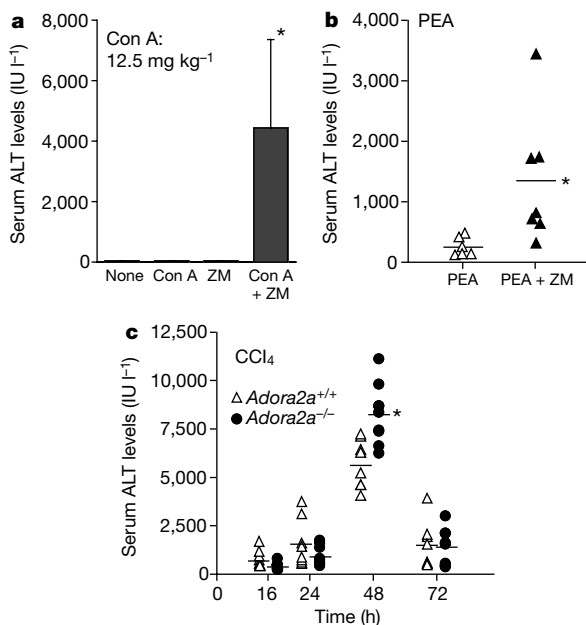 a
Con A:
12.5 mg kg⁻¹
Serum ALT levels (IU l⁻¹)
8,000
6,000
4,000
2,000
0
*
None Con A ZM Con A + ZM
b
PEA
Serum ALT levels (IU l⁻¹)
4,000
3,000
2,000
1,000
0
*
PEA PEA + ZM
c
CCl₄
Adora2a⁺/⁺
Adora2a⁻/⁻
Serum ALT levels (IU l⁻¹)
12,500
10,000
7,500
5,000
2,500
0
*
0 16 24 48 72
Time (h)